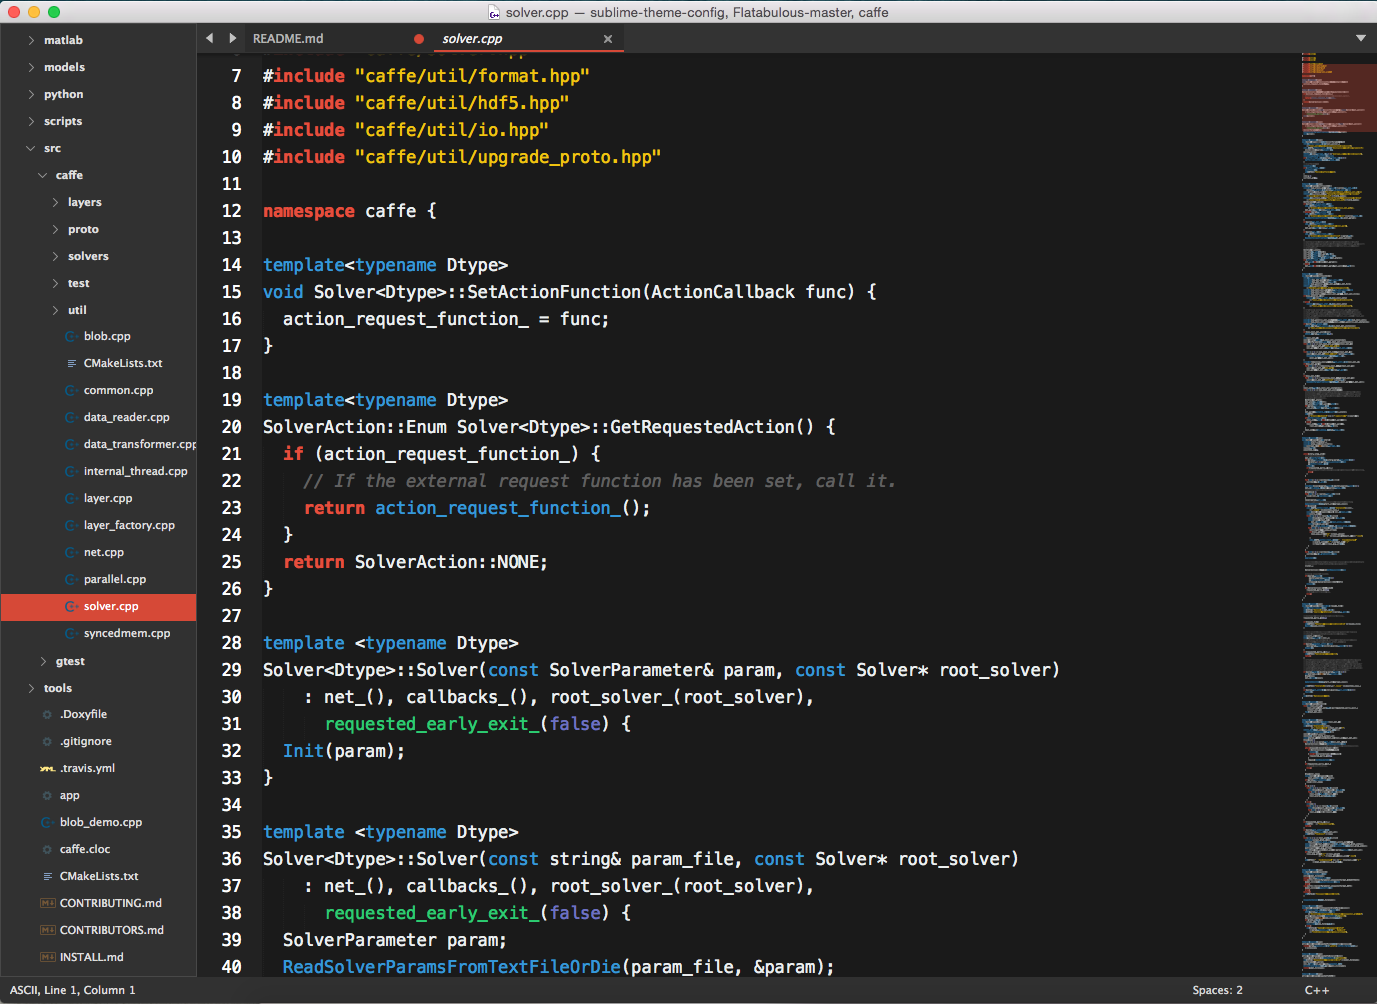 solver.cpp — sublime-theme-config, Flatabulous-master, caffe
matlab
models
python
scripts
src
caffe
layers
proto
solvers
test
util
blob.cpp
CMakeLists.txt
common.cpp
data_reader.cpp
data_transformer.cpp
internal_thread.cpp
layer.cpp
layer_factory.cpp
net.cpp
parallel.cpp
solver.cpp
syncedmem.cpp
gtest
tools
.Doxyfile
.gitignore
.travis.yml
app
blob_demo.cpp
caffe.cloc
CMakeLists.txt
CONTRIBUTING.md
CONTRIBUTORS.md
INSTALL.md
README.md solver.cpp
7 #include "caffe/util/format.hpp"
8 #include "caffe/util/hdf5.hpp"
9 #include "caffe/util/io.hpp"
10 #include "caffe/util/upgrade_proto.hpp"
11
12 namespace caffe {
13
14 template<typename Dtype>
15 void Solver<Dtype>::SetActionFunction(ActionCallback func) {
16   action_request_function_ = func;
17 }
18
19 template<typename Dtype>
20 SolverAction::Enum Solver<Dtype>::GetRequestedAction() {
21   if (action_request_function_) {
22     // If the external request function has been set, call it.
23     return action_request_function_();
24   }
25   return SolverAction::NONE;
26 }
27
28 template <typename Dtype>
29 Solver<Dtype>::Solver(const SolverParameter& param, const Solver* root_solver)
30     : net_(), callbacks_(), root_solver_(root_solver),
31       requested_early_exit_(false) {
32   Init(param);
33 }
34
35 template <typename Dtype>
36 Solver<Dtype>::Solver(const string& param_file, const Solver* root_solver)
37     : net_(), callbacks_(), root_solver_(root_solver),
38       requested_early_exit_(false) {
39   SolverParameter param;
40   ReadSolverParamsFromTextFileOrDie(param_file, &param);
ASCII, Line 1, Column 1
Spaces: 2
C++